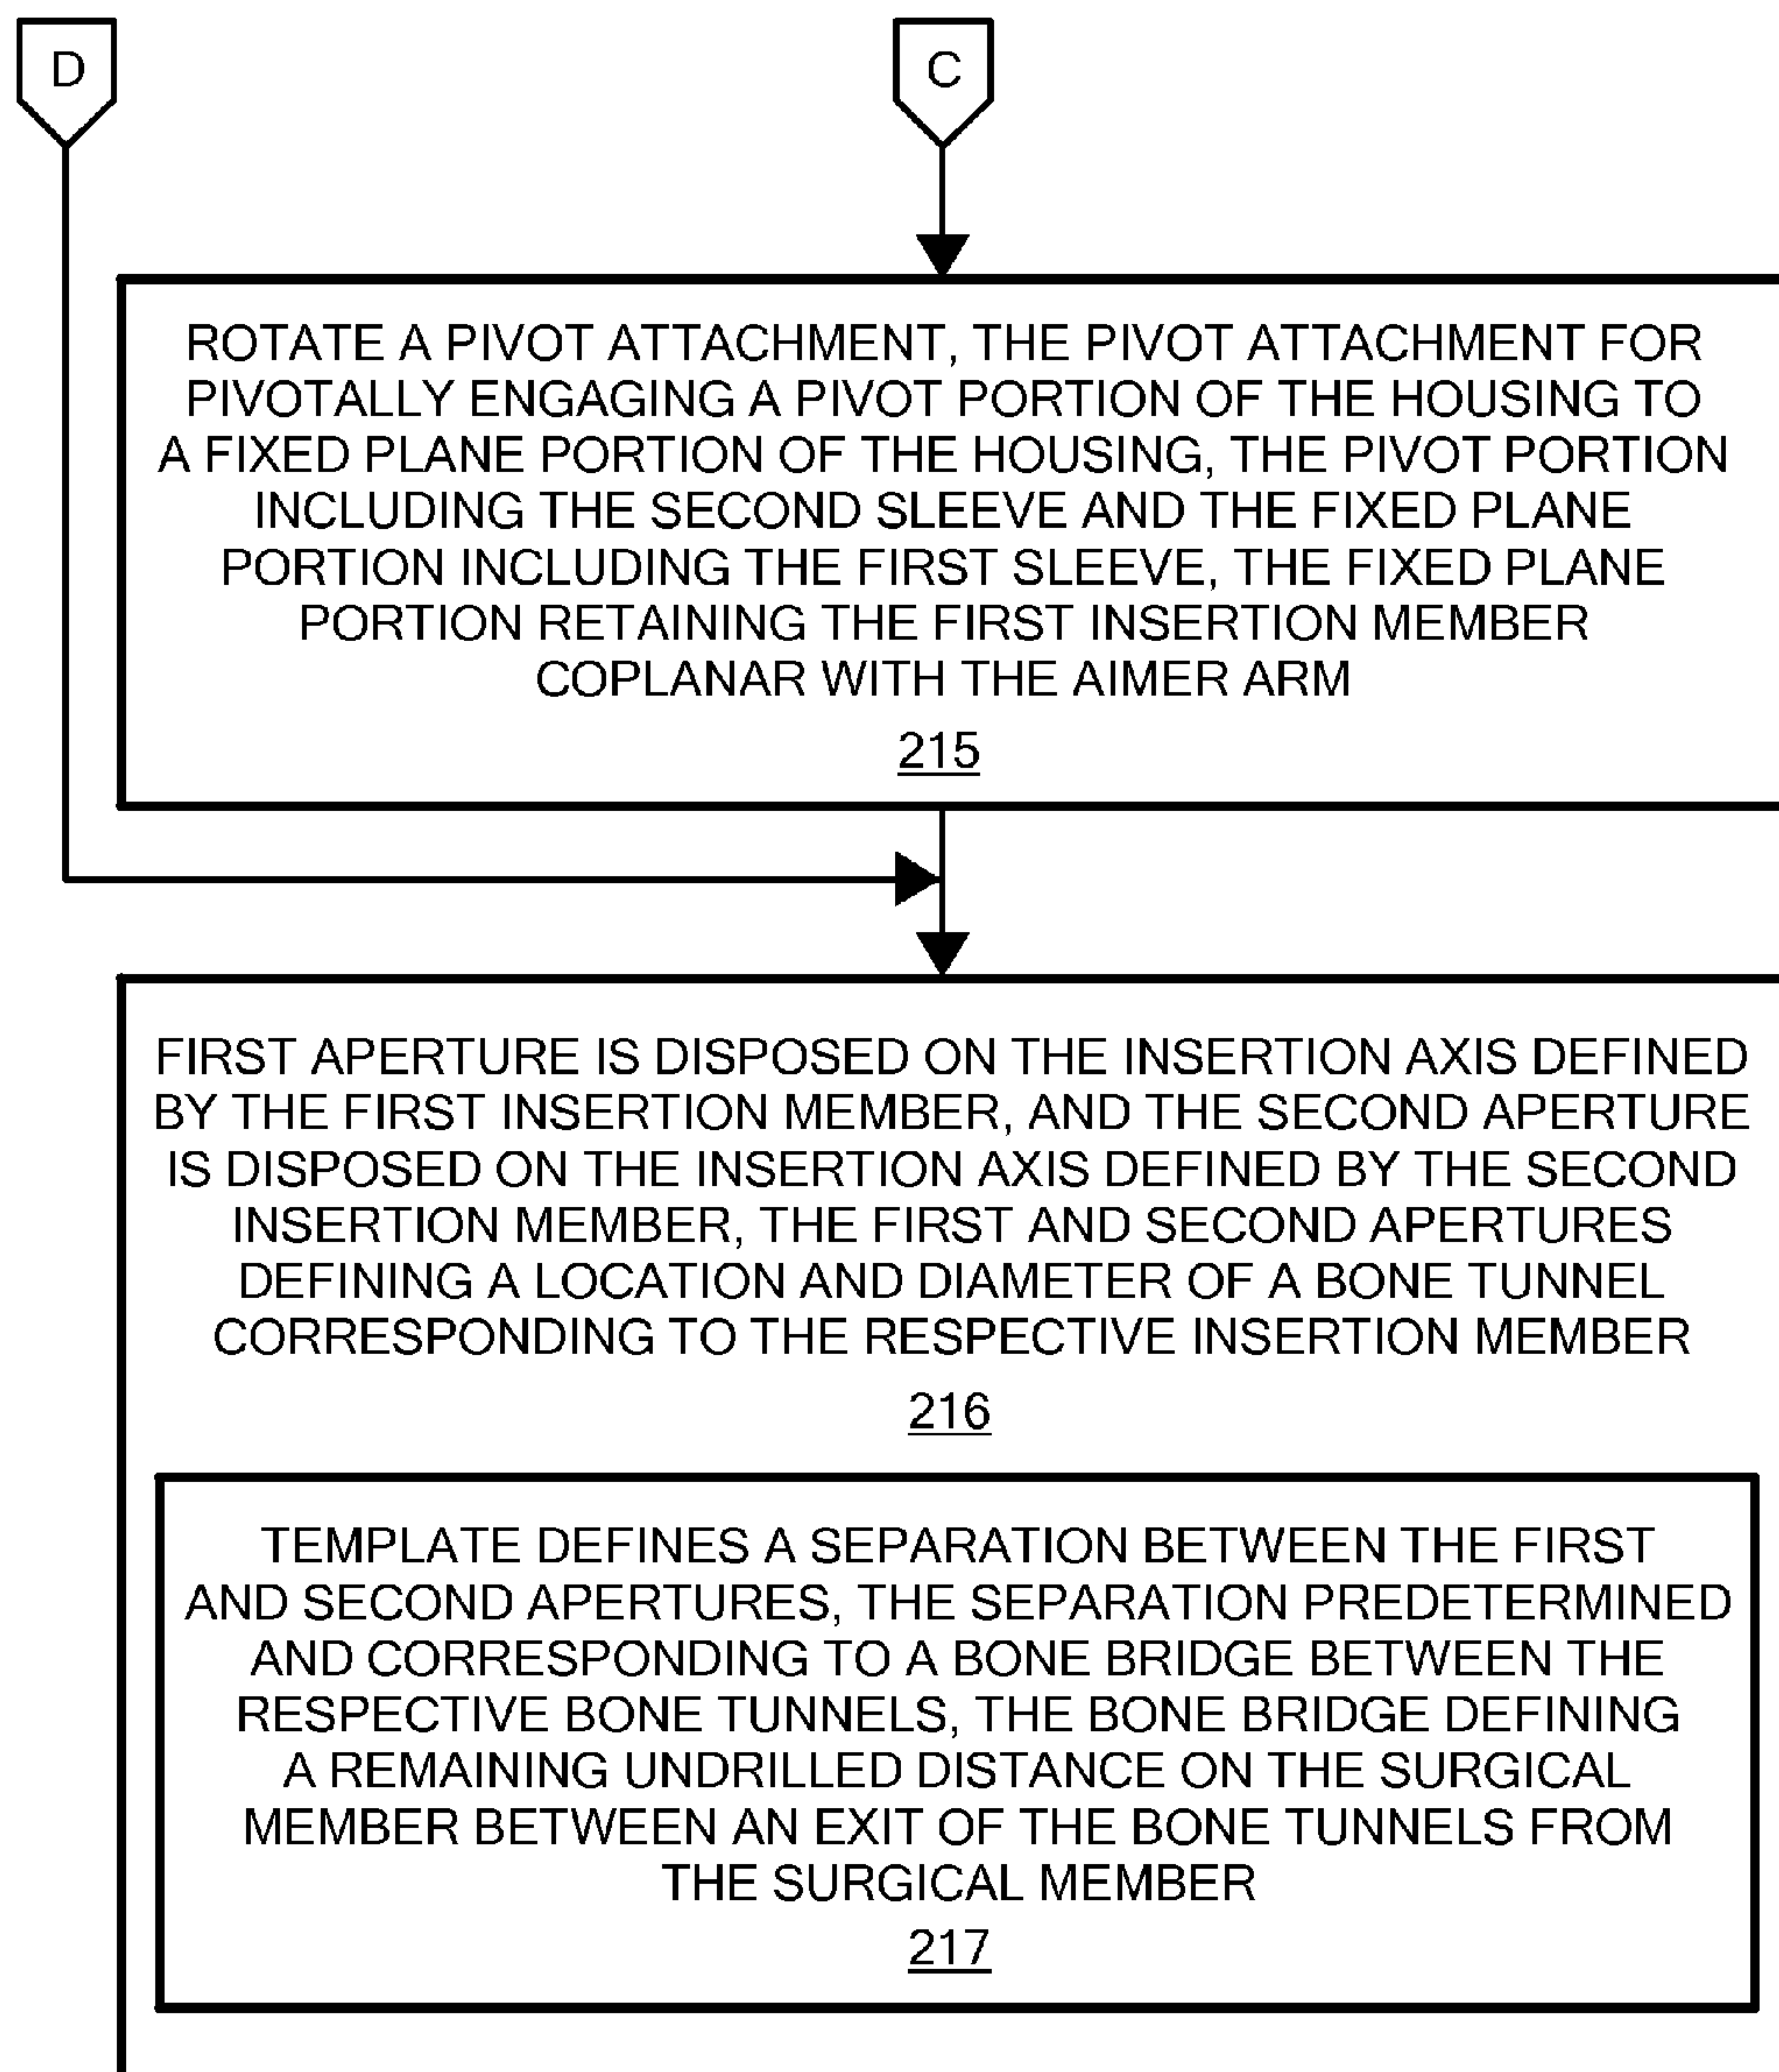 D
C
ROTATE A PIVOT ATTACHMENT, THE PIVOT ATTACHMENT FOR
PIVOTALLY ENGAGING A PIVOT PORTION OF THE HOUSING TO
A FIXED PLANE PORTION OF THE HOUSING, THE PIVOT PORTION
INCLUDING THE SECOND SLEEVE AND THE FIXED PLANE
PORTION INCLUDING THE FIRST SLEEVE, THE FIXED PLANE
PORTION RETAINING THE FIRST INSERTION MEMBER
COPLANAR WITH THE AIMER ARM
215
FIRST APERTURE IS DISPOSED ON THE INSERTION AXIS DEFINED
BY THE FIRST INSERTION MEMBER, AND THE SECOND APERTURE
IS DISPOSED ON THE INSERTION AXIS DEFINED BY THE SECOND
INSERTION MEMBER, THE FIRST AND SECOND APERTURES
DEFINING A LOCATION AND DIAMETER OF A BONE TUNNEL
CORRESPONDING TO THE RESPECTIVE INSERTION MEMBER
216
TEMPLATE DEFINES A SEPARATION BETWEEN THE FIRST
AND SECOND APERTURES, THE SEPARATION PREDETERMINED
AND CORRESPONDING TO A BONE BRIDGE BETWEEN THE
RESPECTIVE BONE TUNNELS, THE BONE BRIDGE DEFINING
A REMAINING UNDRILLED DISTANCE ON THE SURGICAL
MEMBER BETWEEN AN EXIT OF THE BONE TUNNELS FROM
THE SURGICAL MEMBER
217